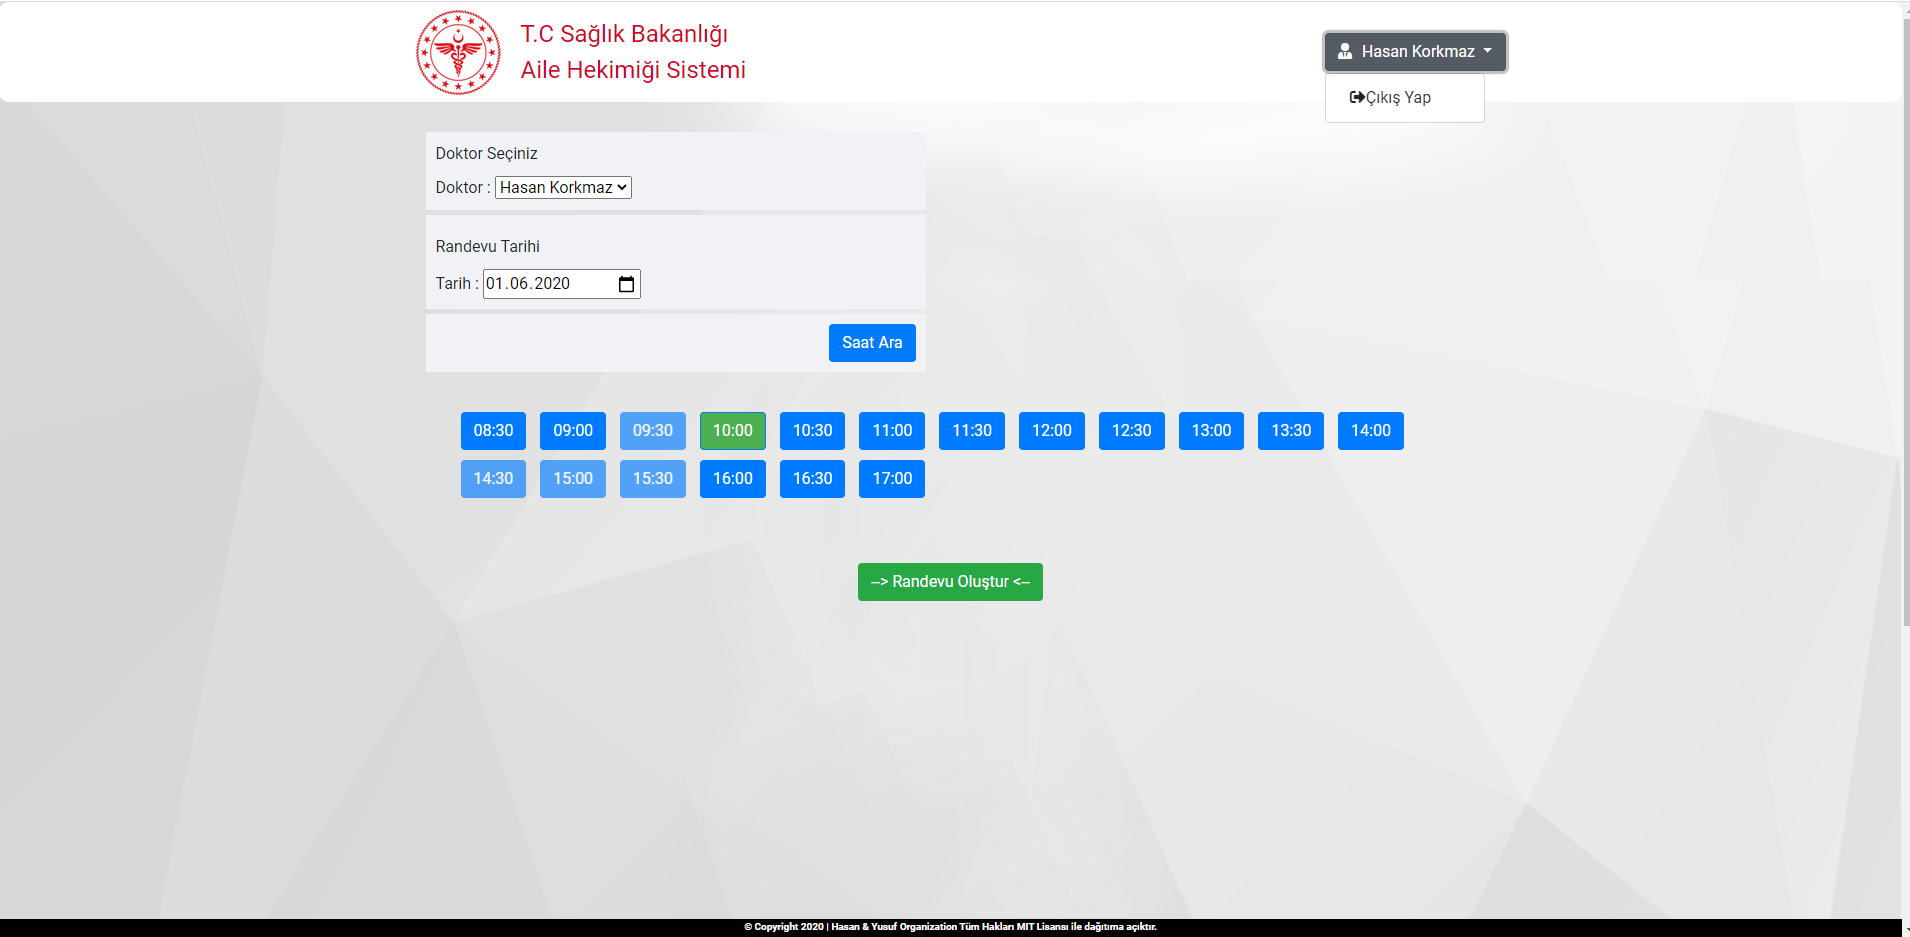 T.C Sağlık Bakanlığı
Aile Hekimiği Sistemi
Hasan Korkmaz
Çıkış Yap
Doktor Seçiniz
Doktor : Hasan Korkmaz
Randevu Tarihi
Tarih : 01.06.2020
Saat Ara
08:30 09:00 09:30 10:00 10:30 11:00 11:30 12:00 12:30 13:00 13:30 14:00
14:30 15:00 15:30 16:00 16:30 17:00
--> Randevu Oluştur <--
© Copyright 2020 | Hasan & Yusuf Organization Tüm Hakları MIT Lisansı ile dağıtıma açıktır.